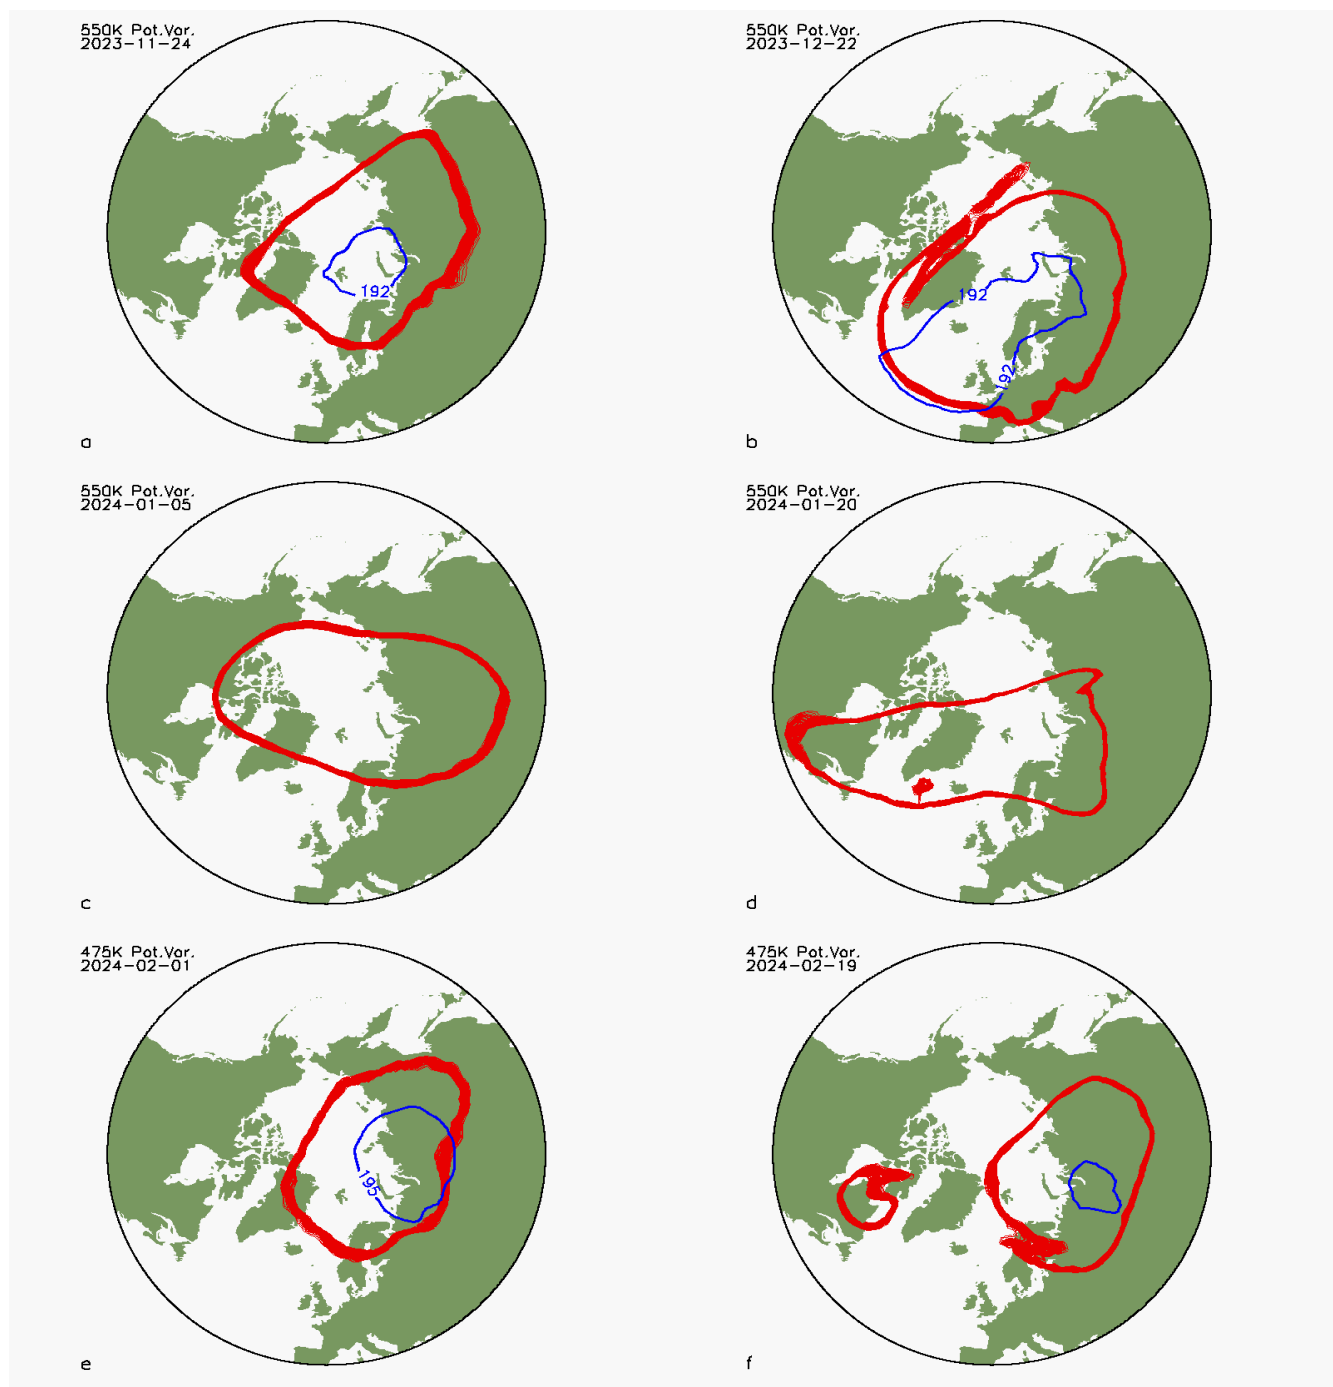 550K Pot.Vor.
2023-11-24
192
a
550K Pot.Vor.
2023-12-22
192
192
b
550K Pot.Vor.
2024-01-05
c
550K Pot.Vor.
2024-01-20
d
475K Pot.Vor.
2024-02-01
195
e
475K Pot.Vor.
2024-02-19
f